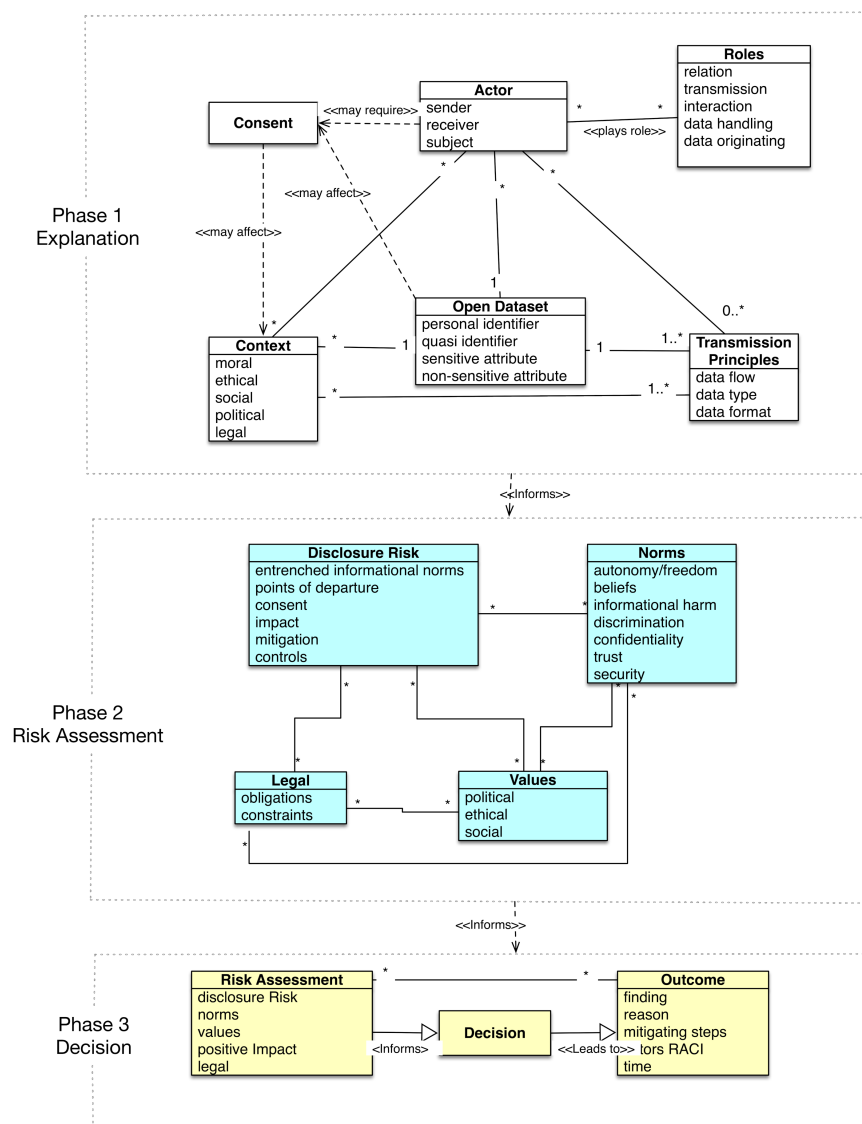 Roles
relation
transmission
interaction
data handling
data originating
Actor
sender
receiver
subject
<<may require>>
Consent
*
*
<<plays role>>
<<may affect>>
<<may affect>>
Phase 1
Explanation
*
*
*
1
0..*
Open Dataset
personal identifier
quasi identifier
sensitive attribute
non-sensitive attribute
*
Context
moral
ethical
social
political
legal
*
1
1
1..*
Transmission
Principles
data flow
data type
data format
*
1..*
<<Informs>>
Phase 2
Risk Assessment
Disclosure Risk
entrenched informational norms
points of departure
consent
impact
mitigation
controls
Norms
autonomy/freedom
beliefs
informational harm
discrimination
confidentiality
trust
security
*
*
*
*
*
*
*
*
*
*
Legal
obligations
constraints
Values
political
ethical
social
*
*
*
<<Informs>>
Phase 3
Decision
Risk Assessment
disclosure Risk
norms
values
positive Impact
legal
*
*
Outcome
finding
reason
mitigating steps
tors RACI
time
Decision
<Informs>
<<Leads to>>